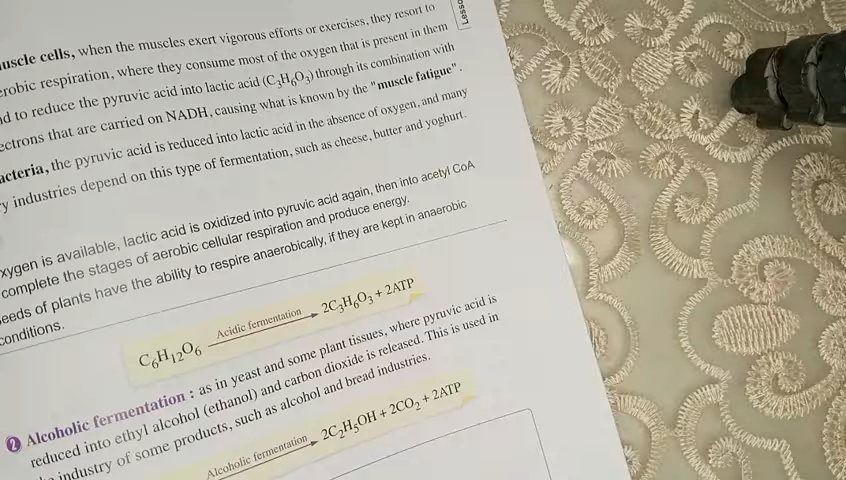 Lesso
muscle cells, when the muscles exert vigorous efforts or exercises, they resort to
respiration, where they consume most of the oxygen that is present in them
to reduce the pyruvic acid into lactic acid (C₃H₆O₃) through its combination with
that are carried on NADH, causing what is known by the "muscle fatigue".
the pyruvic acid is reduced into lactic acid in the absence of oxygen, and many
industries depend on this type of fermentation, such as cheese, butter and yoghurt.
is available, lactic acid is oxidized into pyruvic acid again, then into acetyl CoA
complete the stages of aerobic cellular respiration and produce energy.
of plants have the ability to respire anaerobically, if they are kept in anaerobic
conditions.
C₆H₁₂O₆ Acidic fermentation → 2C₃H₆O₃ + 2ATP
2 Alcoholic fermentation : as in yeast and some plant tissues, where pyruvic acid is
reduced into ethyl alcohol (ethanol) and carbon dioxide is released. This is used in
industry of some products, such as alcohol and bread industries.
Alcoholic fermentation → 2C₂H₅OH + 2CO₂ + 2ATP